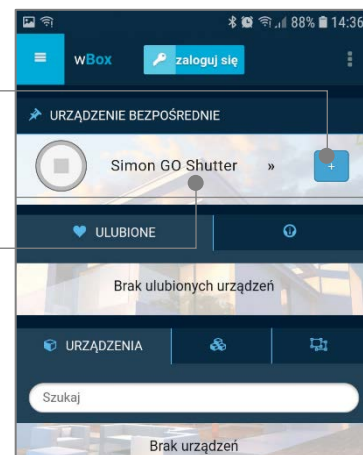 88% 14:36
wBox zaloguj się
URZĄDZENIE BEZPOŚREDNIE
Simon GO Shutter » +
ULUBIONE
Brak ulubionych urządzeń
URZĄDZENIA
Szukaj
Brak urządzeń